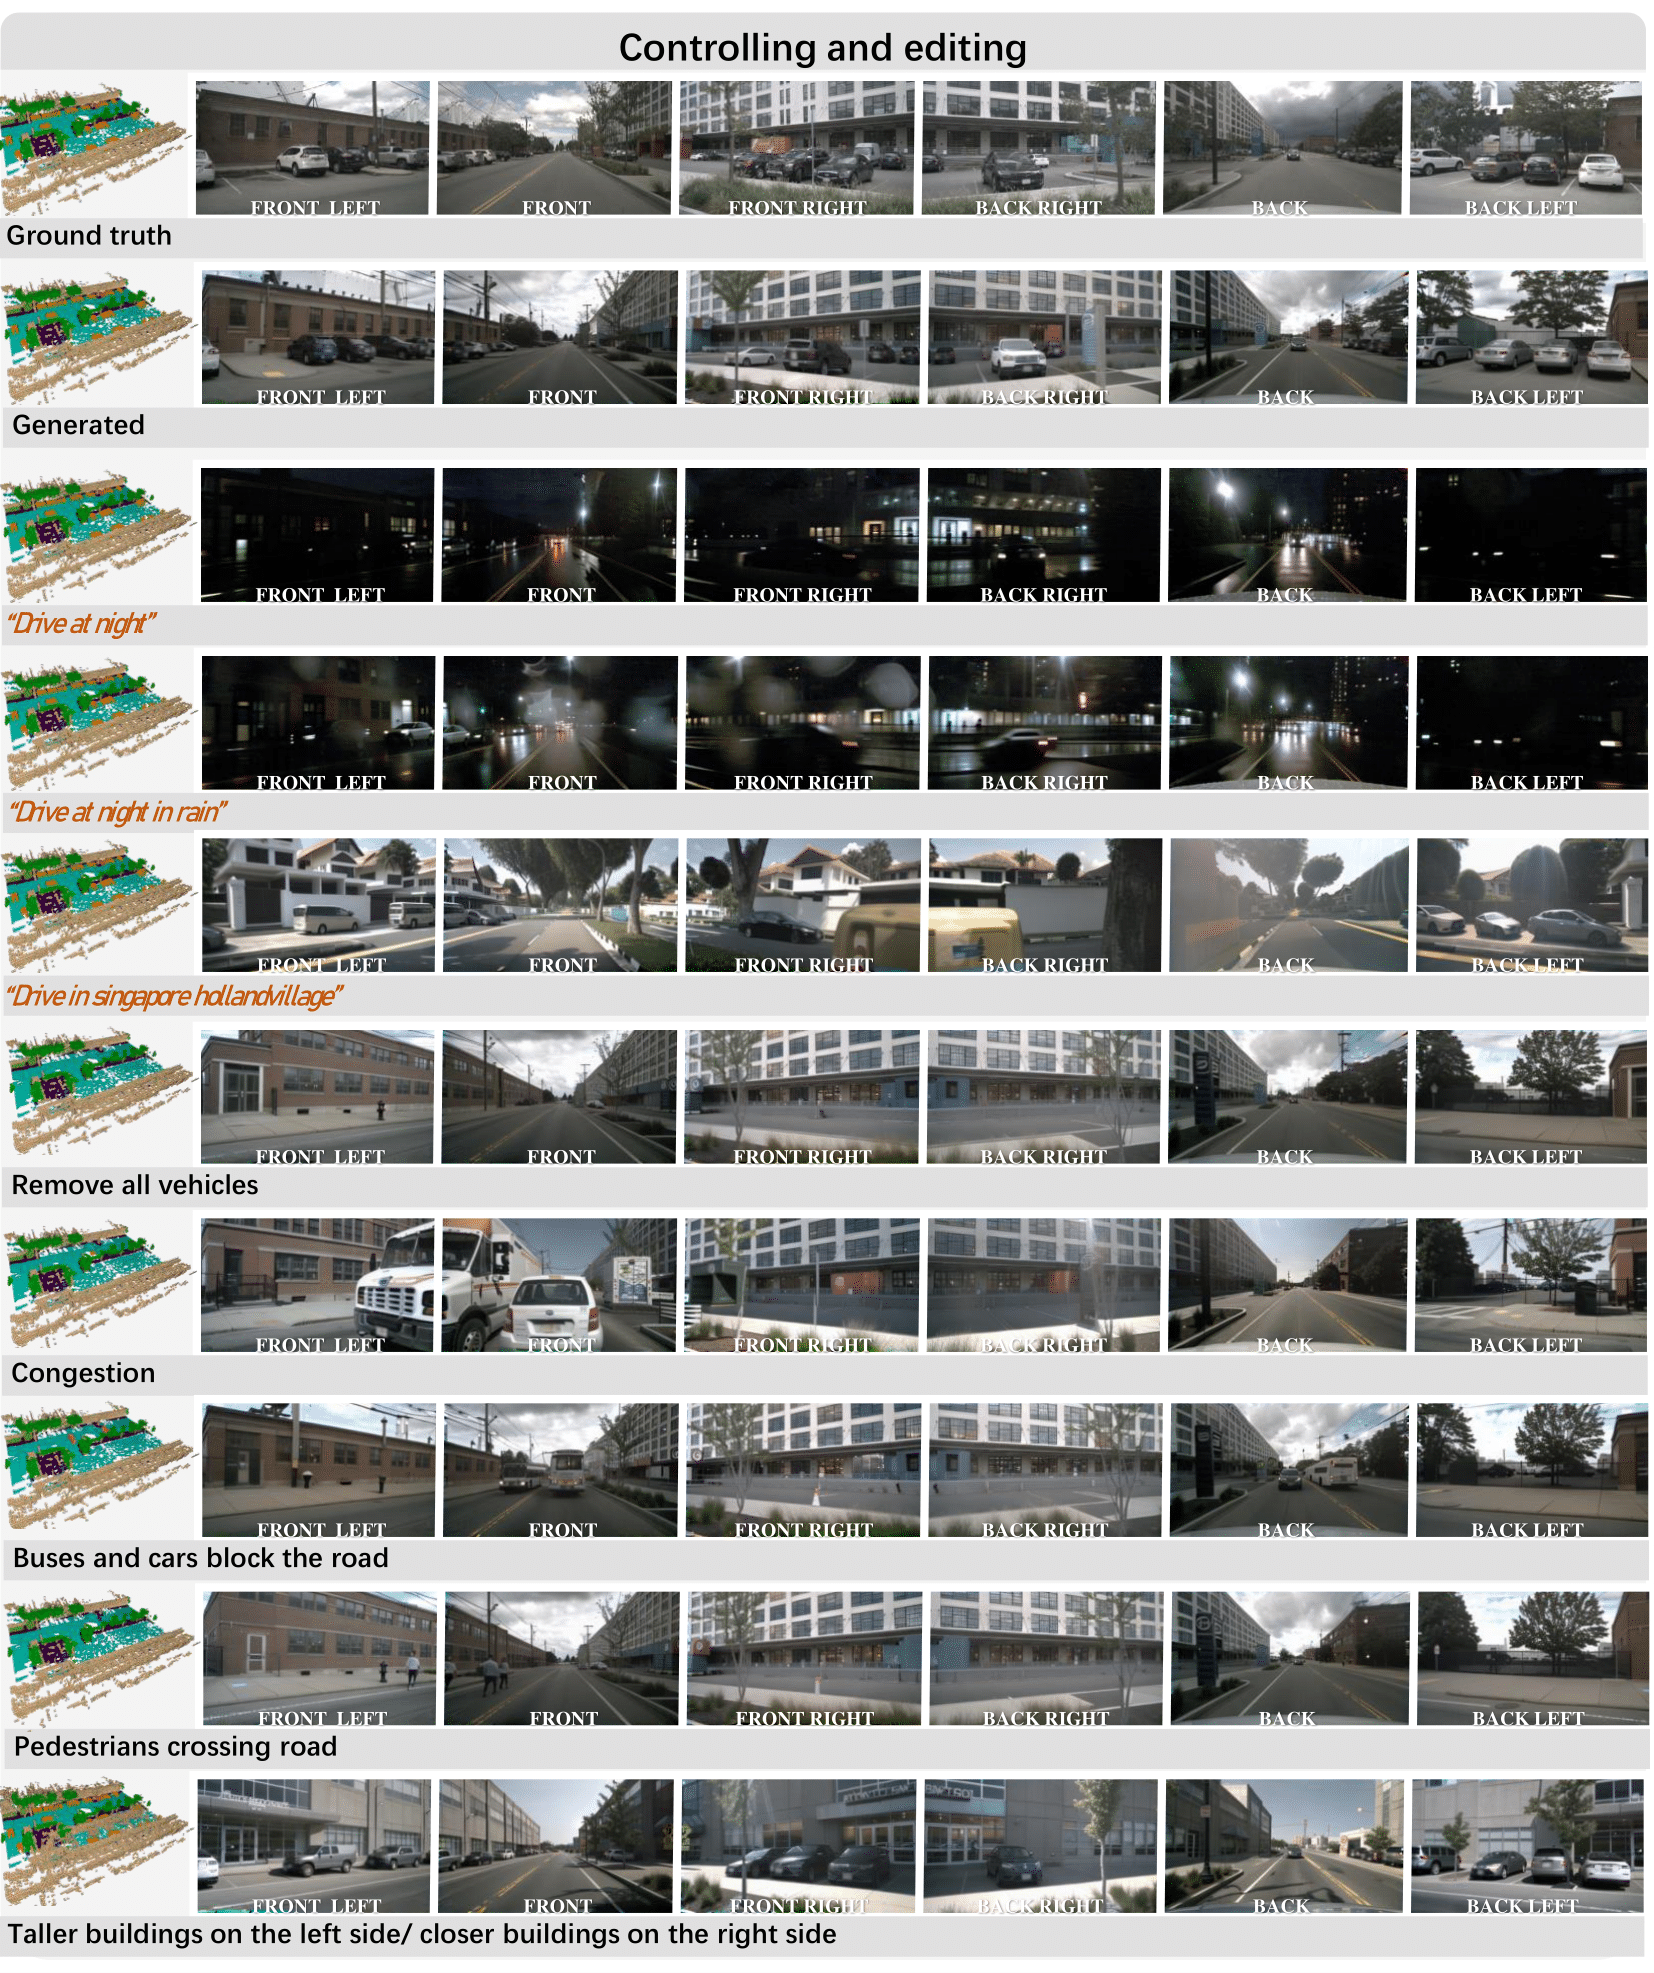 Controlling and editing
FRONT LEFT FRONT FRONT RIGHT BACK RIGHT BACK BACK LEFT
Ground truth
FRONT LEFT FRONT FRONT RIGHT BACK RIGHT BACK BACK LEFT
Generated
FRONT LEFT FRONT FRONT RIGHT BACK RIGHT BACK BACK LEFT
“Drive at night”
FRONT LEFT FRONT FRONT RIGHT BACK RIGHT BACK BACK LEFT
“Drive at night in rain”
FRONT LEFT FRONT FRONT RIGHT BACK RIGHT BACK BACK LEFT
“Drive in singapore hollandvillage”
FRONT LEFT FRONT FRONT RIGHT BACK RIGHT BACK BACK LEFT
Remove all vehicles
FRONT LEFT FRONT FRONT RIGHT BACK RIGHT BACK BACK LEFT
Congestion
FRONT LEFT FRONT FRONT RIGHT BACK RIGHT BACK BACK LEFT
Buses and cars block the road
FRONT LEFT FRONT FRONT RIGHT BACK RIGHT BACK BACK LEFT
Pedestrians crossing road
FRONT LEFT FRONT FRONT RIGHT BACK RIGHT BACK BACK LEFT
Taller buildings on the left side/ closer buildings on the right side